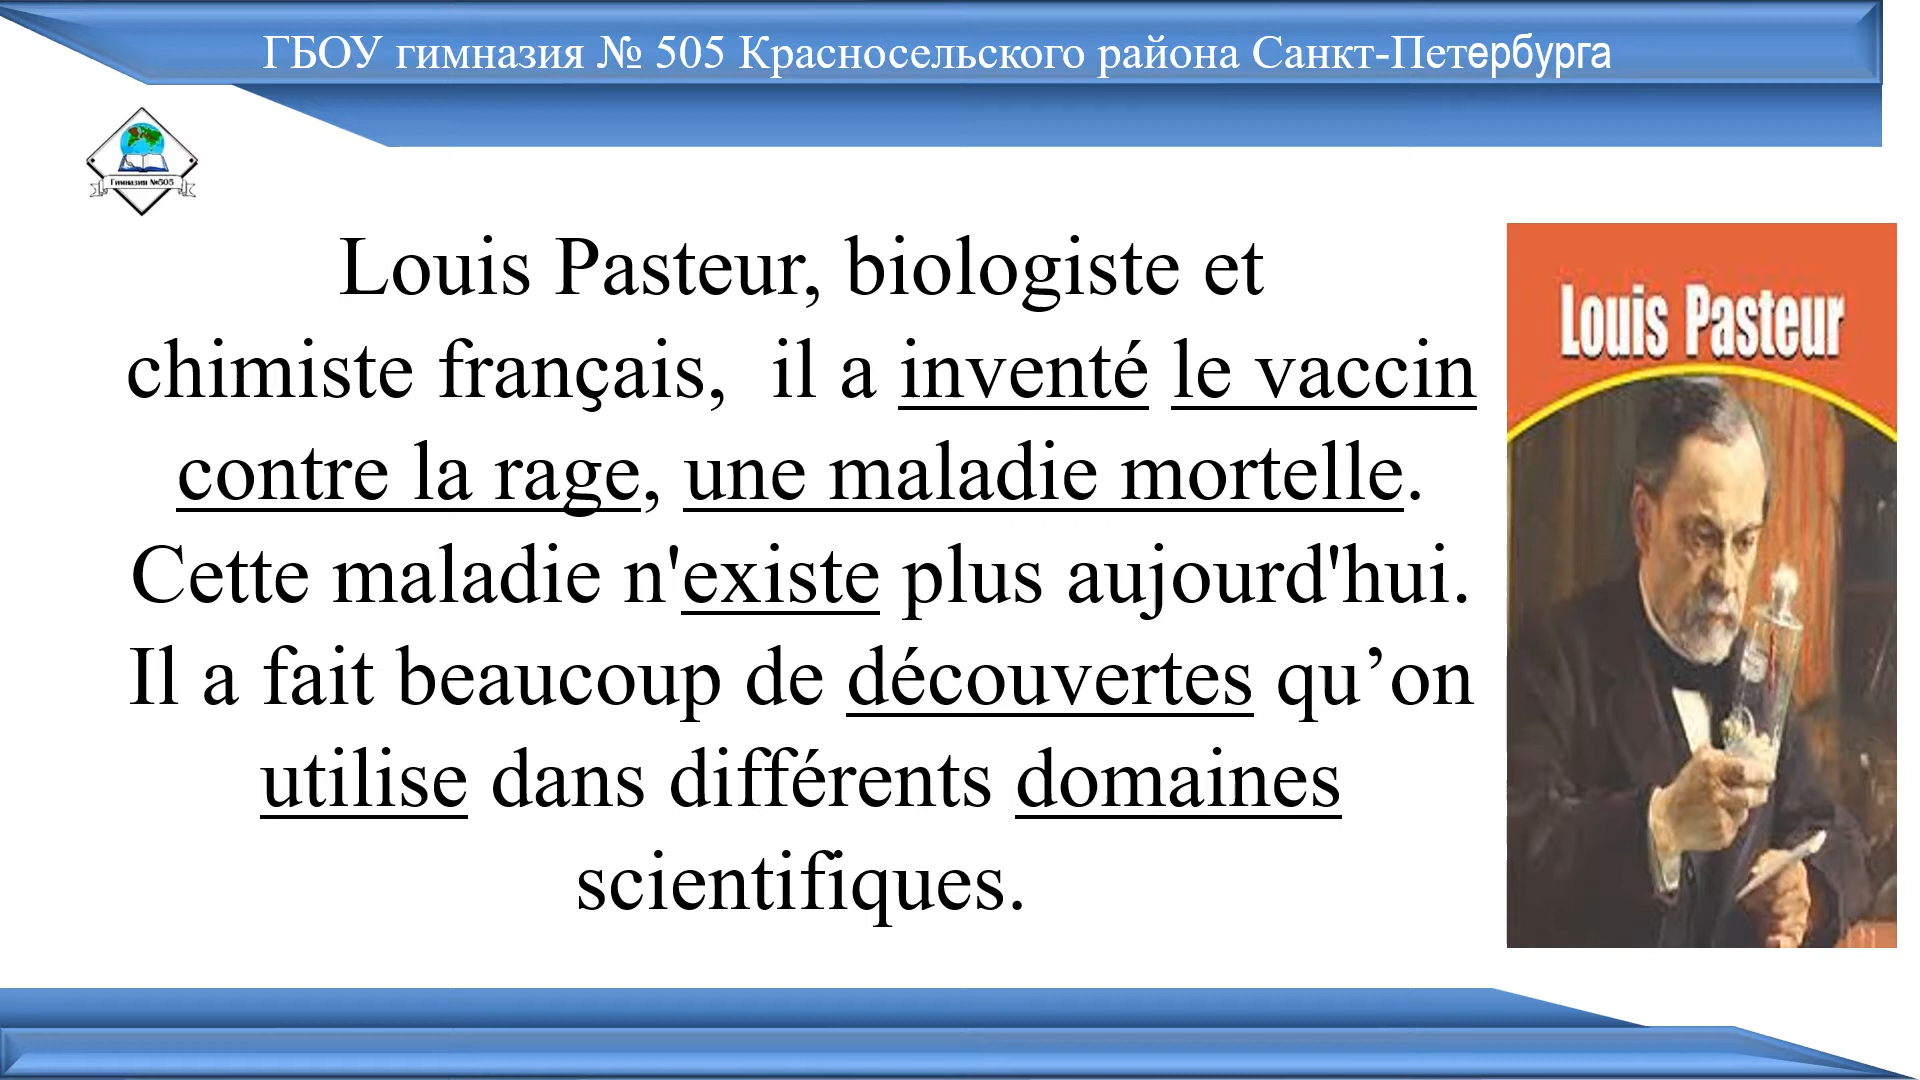 ГБОУ гимназия № 505 Красносельского района Санкт-Петербурга
Гимназия №505
Louis Pasteur, biologiste et
chimiste français, il a inventé le vaccin
contre la rage, une maladie mortelle.
Cette maladie n'existe plus aujourd'hui.
Il a fait beaucoup de découvertes qu’on
utilise dans différents domaines
scientifiques.
Louis Pasteur